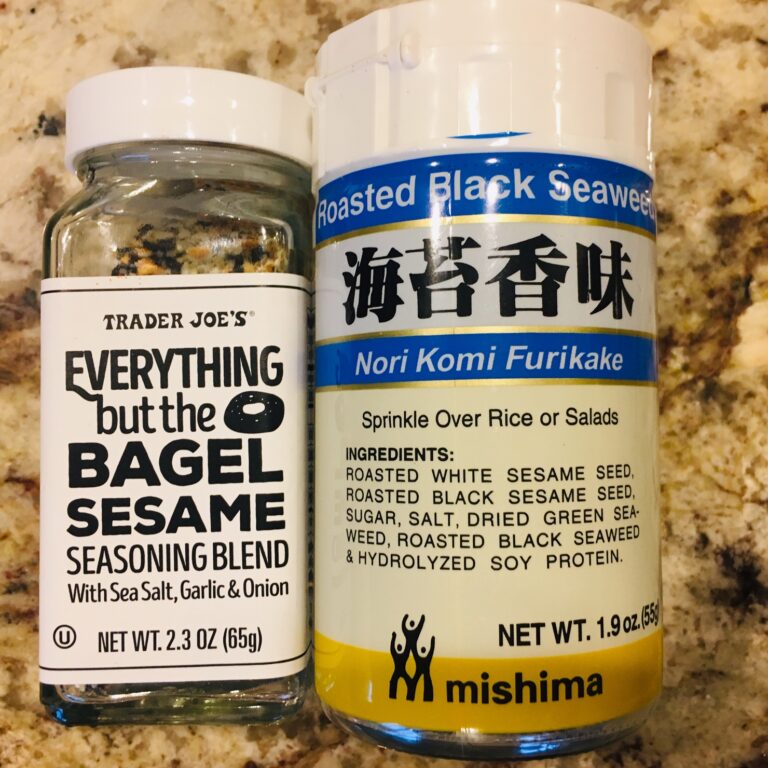 TRADER JOE'S®
EVERYTHING
but the
BAGEL
SESAME
SEASONING BLEND
With Sea Salt, Garlic & Onion
U NET WT. 2.3 OZ (65g)
Roasted Black Seaweed
海苔香味
Nori Komi Furikake
Sprinkle Over Rice or Salads
INGREDIENTS:
ROASTED WHITE SESAME SEED,
ROASTED BLACK SESAME SEED,
SUGAR, SALT, DRIED GREEN SEA-
WEED, ROASTED BLACK SEAWEED
& HYDROLYZED SOY PROTEIN.
NET WT. 1.9 oz. (55g)
mishima